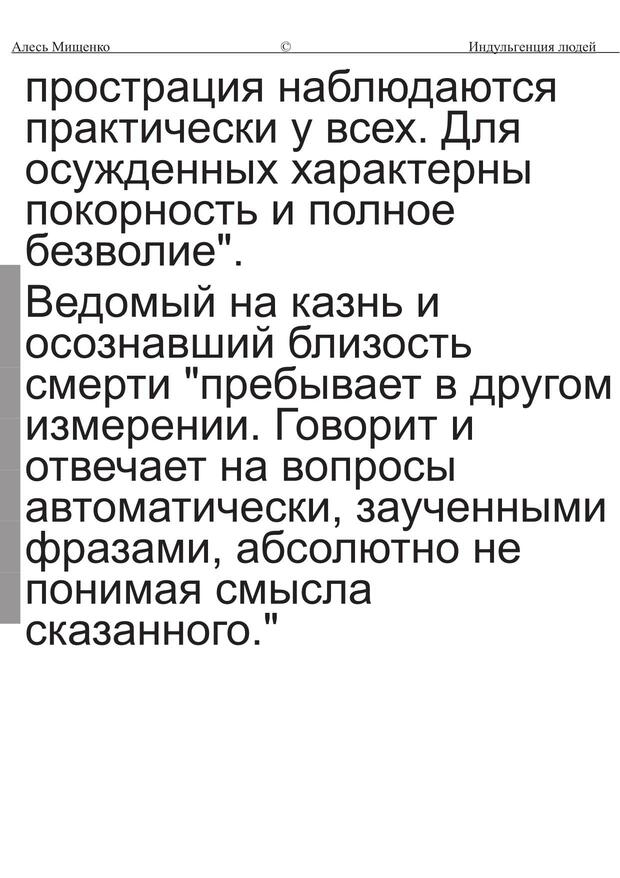 Алесь Мищенко © Индульгенция людей
прострация наблюдаются
практически у всех. Для
осужденных характерны
покорность и полное
безволие".
Ведомый на казнь и
осознавший близость
смерти "пребывает в другом
измерении. Говорит и
отвечает на вопросы
автоматически, заученными
фразами, абсолютно не
понимая смысла
сказанного."